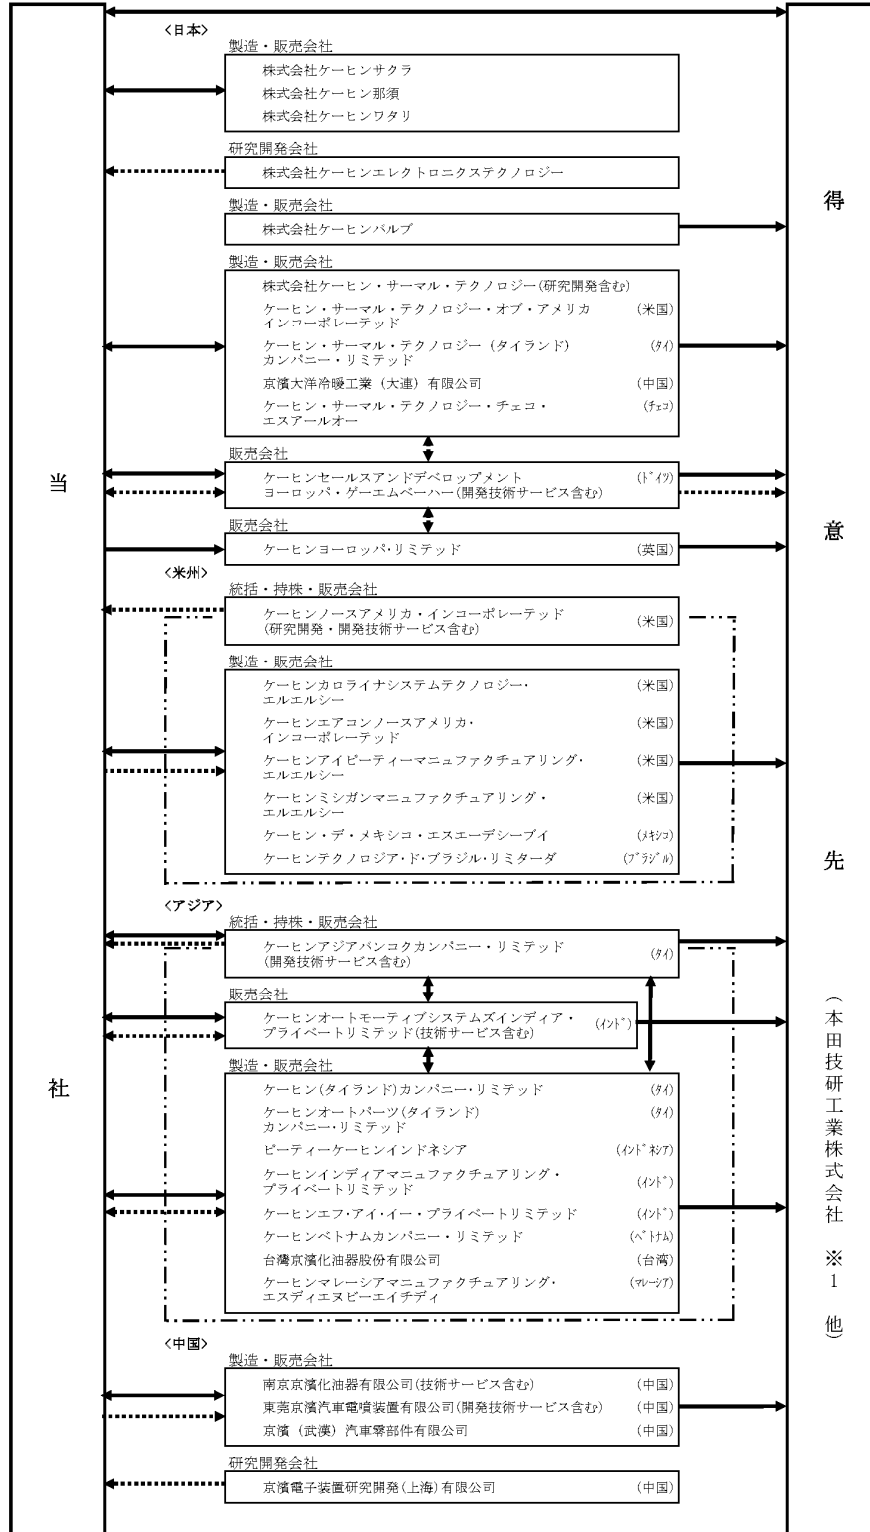 〈日本〉
製造・販売会社
株式会社ケーヒンサクラ
株式会社ケーヒン那須
株式会社ケーヒンワタリ
研究開発会社
株式会社ケーヒンエレクトロニクステクノロジー
製造・販売会社
株式会社ケーヒンバルブ
製造・販売会社
株式会社ケーヒン・サーマル・テクノロジー(研究開発含む)
ケーヒン・サーマル・テクノロジー・オブ・アメリカ (米国)
インコーポレーテッド
ケーヒン・サーマル・テクノロジー (タイランド) (タイ)
カンパニー・リミテッド
京濱大洋冷暖工業 (大連) 有限公司 (中国)
ケーヒン・サーマル・テクノロジー・チェコ・ (チェコ)
エスアールオー
販売会社
ケーヒンセールスアンドデベロップメント (ドイツ)
ヨーロッパ・ゲーエムベーハー(開発技術サービス含む)
販売会社
ケーヒンヨーロッパ・リミテッド (英国)
〈米州〉
統括・持株・販売会社
ケーヒンノースアメリカ・インコーポレーテッド (米国)
(研究開発・開発技術サービス含む)
製造・販売会社
ケーヒンカロライナシステムテクノロジー・ (米国)
エルエルシー
ケーヒンエアコンノースアメリカ・ (米国)
インコーポレーテッド
ケーヒンアイピーティーマニュファクチュアリング・ (米国)
エルエルシー
ケーヒンミシガンマニュファクチュアリング・ (米国)
エルエルシー
ケーヒン・デ・メキシコ・エスエーデシーブイ (メキシコ)
ケーヒンテクノロジア・ド・ブラジル・リミターダ (ブラジル)
〈アジア〉
統括・持株・販売会社
ケーヒンアジアバンコクカンパニー・リミテッド (タイ)
(開発技術サービス含む)
販売会社
ケーヒンオートモーティブシステムズインディア・ (インド)
プライベートリミテッド(技術サービス含む)
製造・販売会社
ケーヒン(タイランド)カンパニー・リミテッド (タイ)
ケーヒンオートパーツ(タイランド) (タイ)
カンパニー・リミテッド
ピーティーケーヒンインドネシア (インドネシア)
ケーヒンインディアマニュファクチュアリング・ (インド)
プライベートリミテッド
ケーヒンエフ・アイ・イー・プライベートリミテッド (インド)
ケーヒンベトナムカンパニー・リミテッド (ベトナム)
台灣京濱化油器股份有限公司 (台湾)
ケーヒンマレーシアマニュファクチュアリング・ (マレーシア)
エスディエヌビーエイチディ
〈中国〉
製造・販売会社
南京京濱化油器有限公司(技術サービス含む) (中国)
東莞京濱汽車電噴装置有限公司(開発技術サービス含む) (中国)
京濱 (武漢) 汽車零部件有限公司 (中国)
研究開発会社
京濱電子装置研究開発(上海)有限公司 (中国)
当社
得意先
(本田技研工業株式会社 ※1 他)